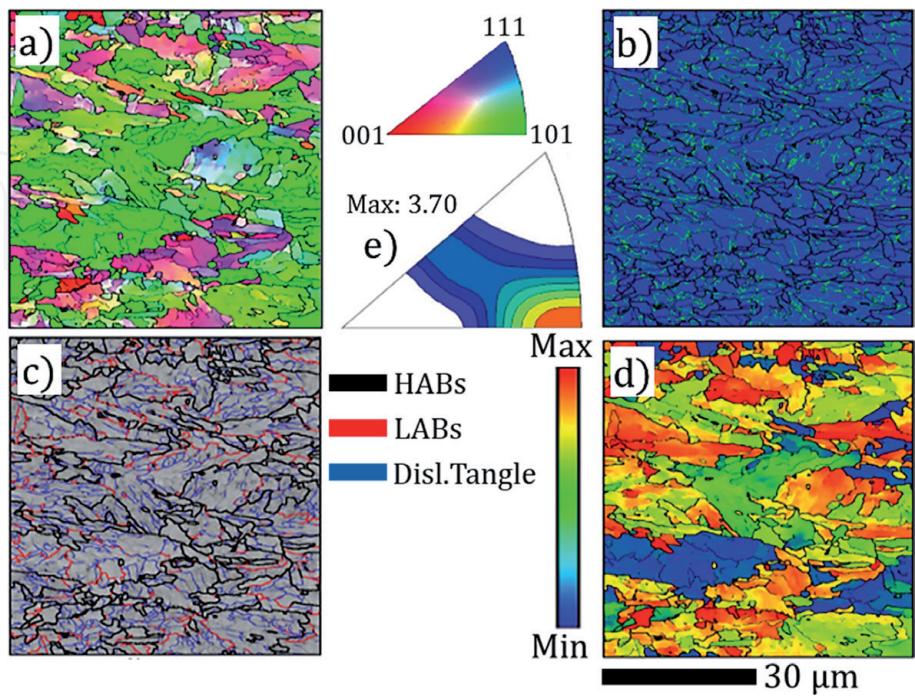 a)
111
001
101
b)
Max: 3.70
e)
c)
HABs
LABs
Disl.Tangle
Max
Min
d)
30 μm